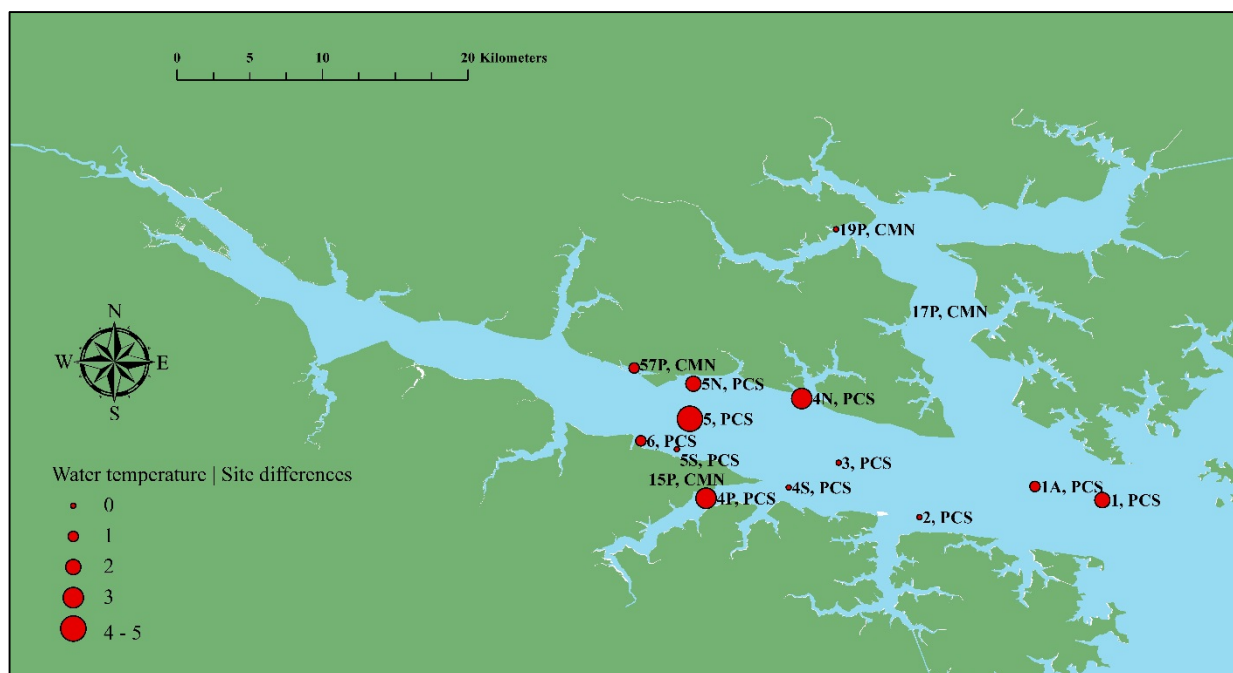 0 5 10 20 Kilometers
19P, CMN
17P, CMN
N
W E
S
57P, CMN
5N, PCS
4N, PCS
5, PCS
6, PCS
5S, PCS
3, PCS
15P, CMN
4P, PCS
4S, PCS
1A, PCS
1, PCS
2, PCS
Water temperature | Site differences
0
1
2
3
4 - 5